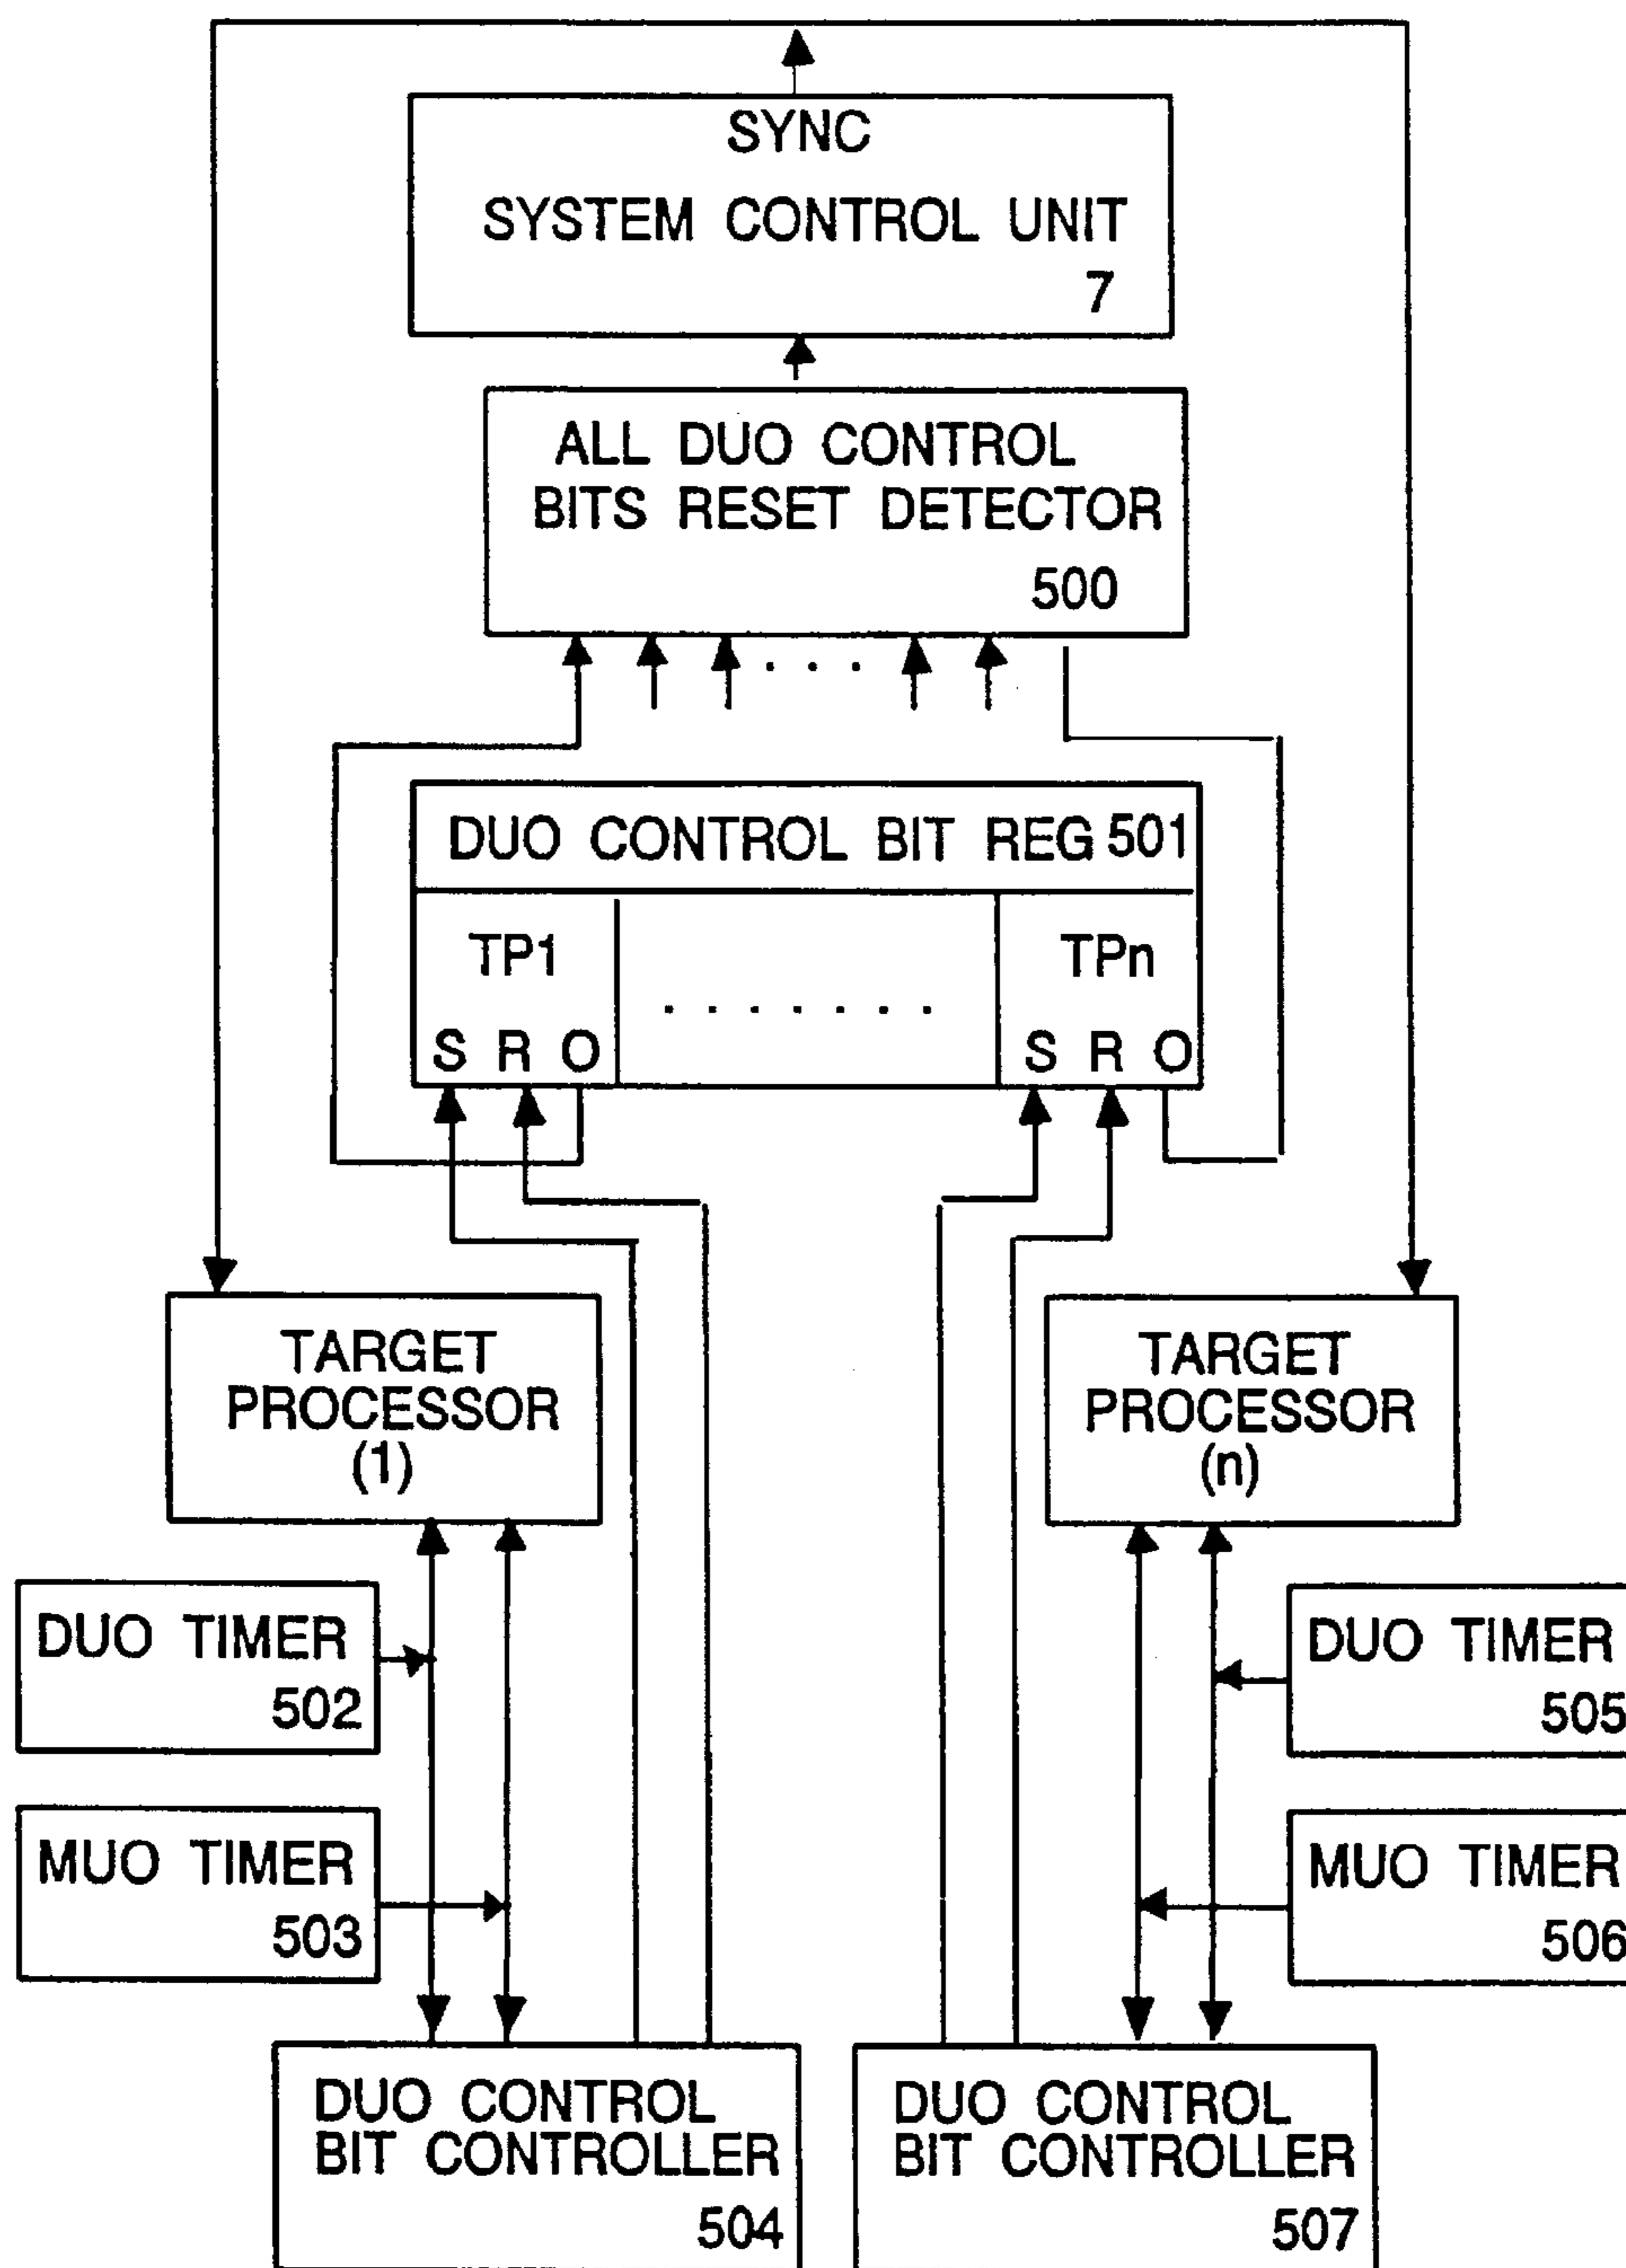 SYNC
SYSTEM CONTROL UNIT
7
ALL DUO CONTROL
BITS RESET DETECTOR
500
. . . . .
DUO CONTROL BIT REG 501
TP1
TPn
. . . . . . .
S R O
S R O
TARGET
PROCESSOR
(1)
TARGET
PROCESSOR
(n)
DUO TIMER
502
DUO TIMER
505
MUO TIMER
503
MUO TIMER
506
DUO CONTROL
BIT CONTROLLER
504
DUO CONTROL
BIT CONTROLLER
507